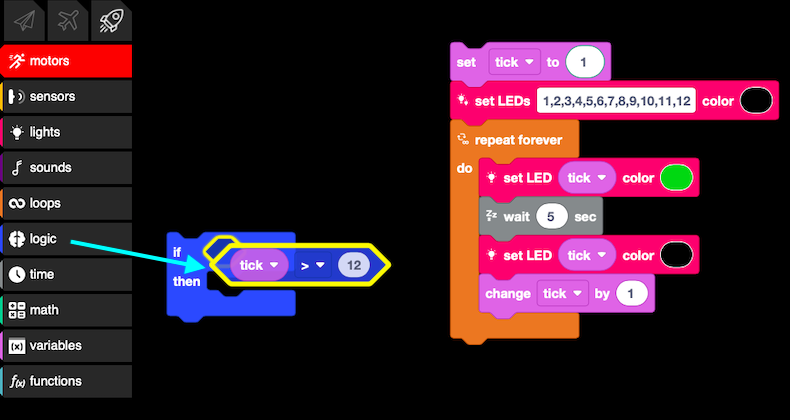 motors
sensors
lights
sounds
loops
logic
time
math
variables
functions
if
tick > 12
then
set tick to 1
set LEDs 1,2,3,4,5,6,7,8,9,10,11,12 color
repeat forever
do
set LED tick color
wait 5 sec
set LED tick color
change tick by 1